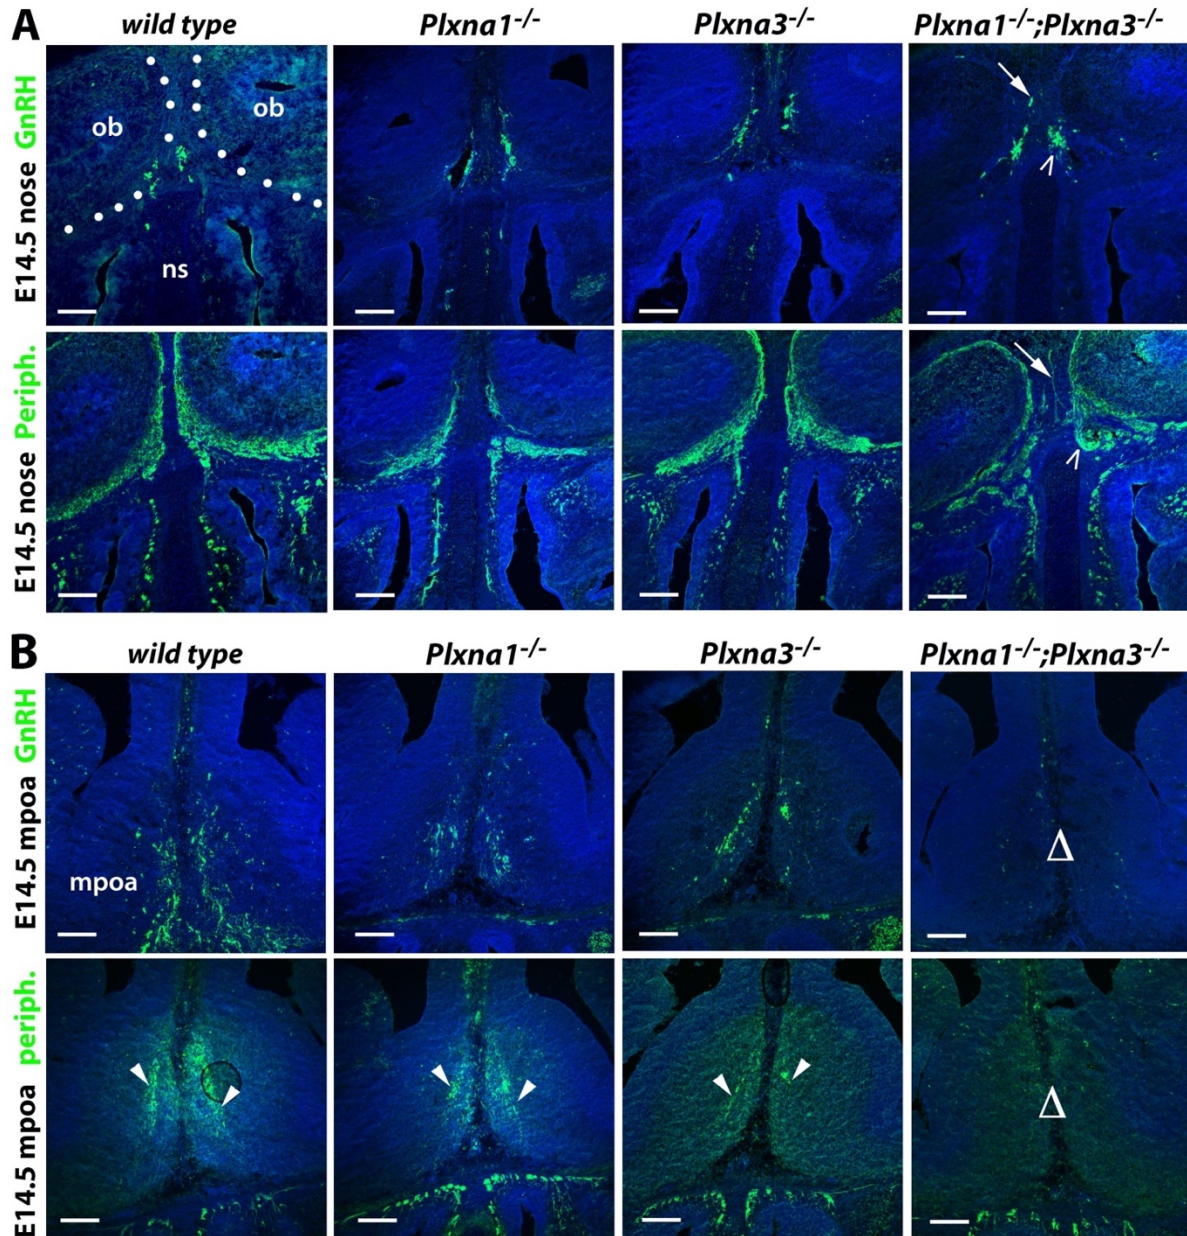 A
wild type
Plxna1-/-
Plxna3-/-
Plxna1-/-;Plxna3-/-
E14.5 nose GnRH
ob
ob
ns
E14.5 nose Periph.
B
wild type
Plxna1-/-
Plxna3-/-
Plxna1-/-;Plxna3-/-
E14.5 mpoa GnRH
mpoa
Δ
E14.5 mpoa periph.
Δ